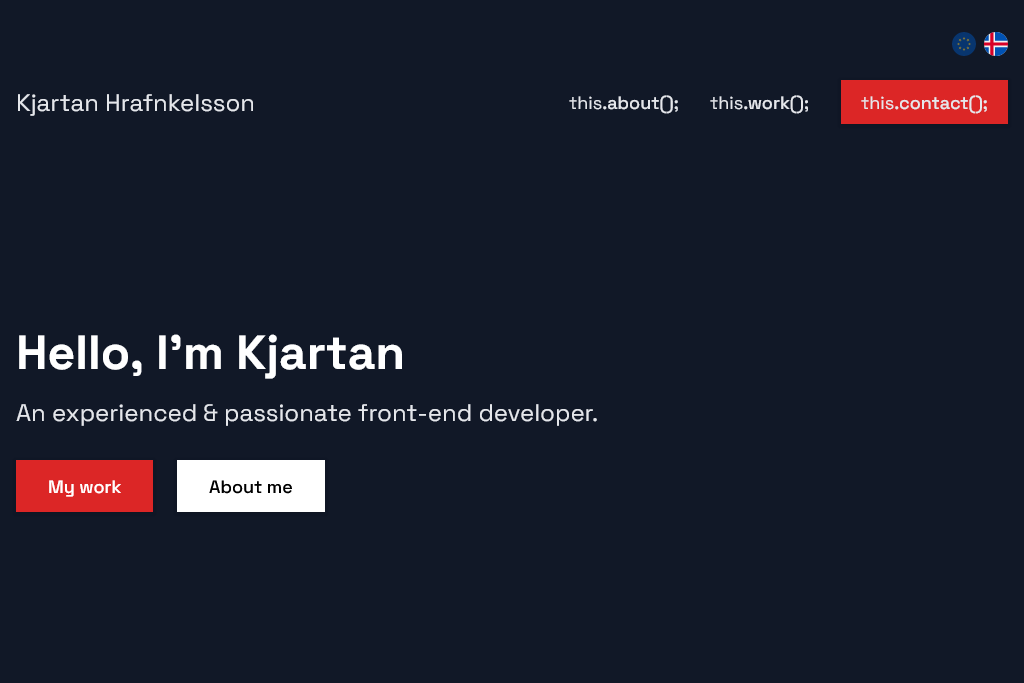 Kjartan Hrafnkelsson
this.about();
this.work();
this.contact();
Hello, I’m Kjartan
An experienced & passionate front-end developer.
My work
About me